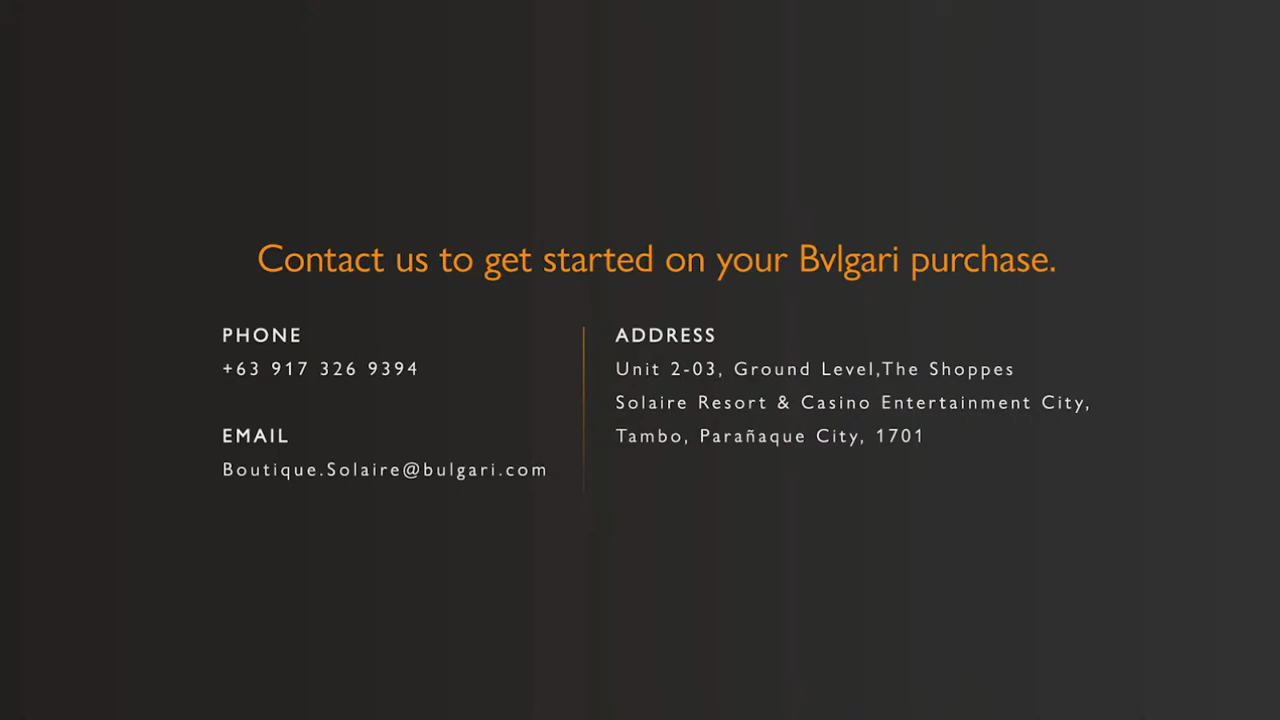 Contact us to get started on your Bvlgari purchase.
PHONE
+63 917 326 9394
EMAIL
Boutique.Solaire@bulgari.com
ADDRESS
Unit 2-03, Ground Level,The Shoppes
Solaire Resort & Casino Entertainment City,
Tambo, Parañaque City, 1701